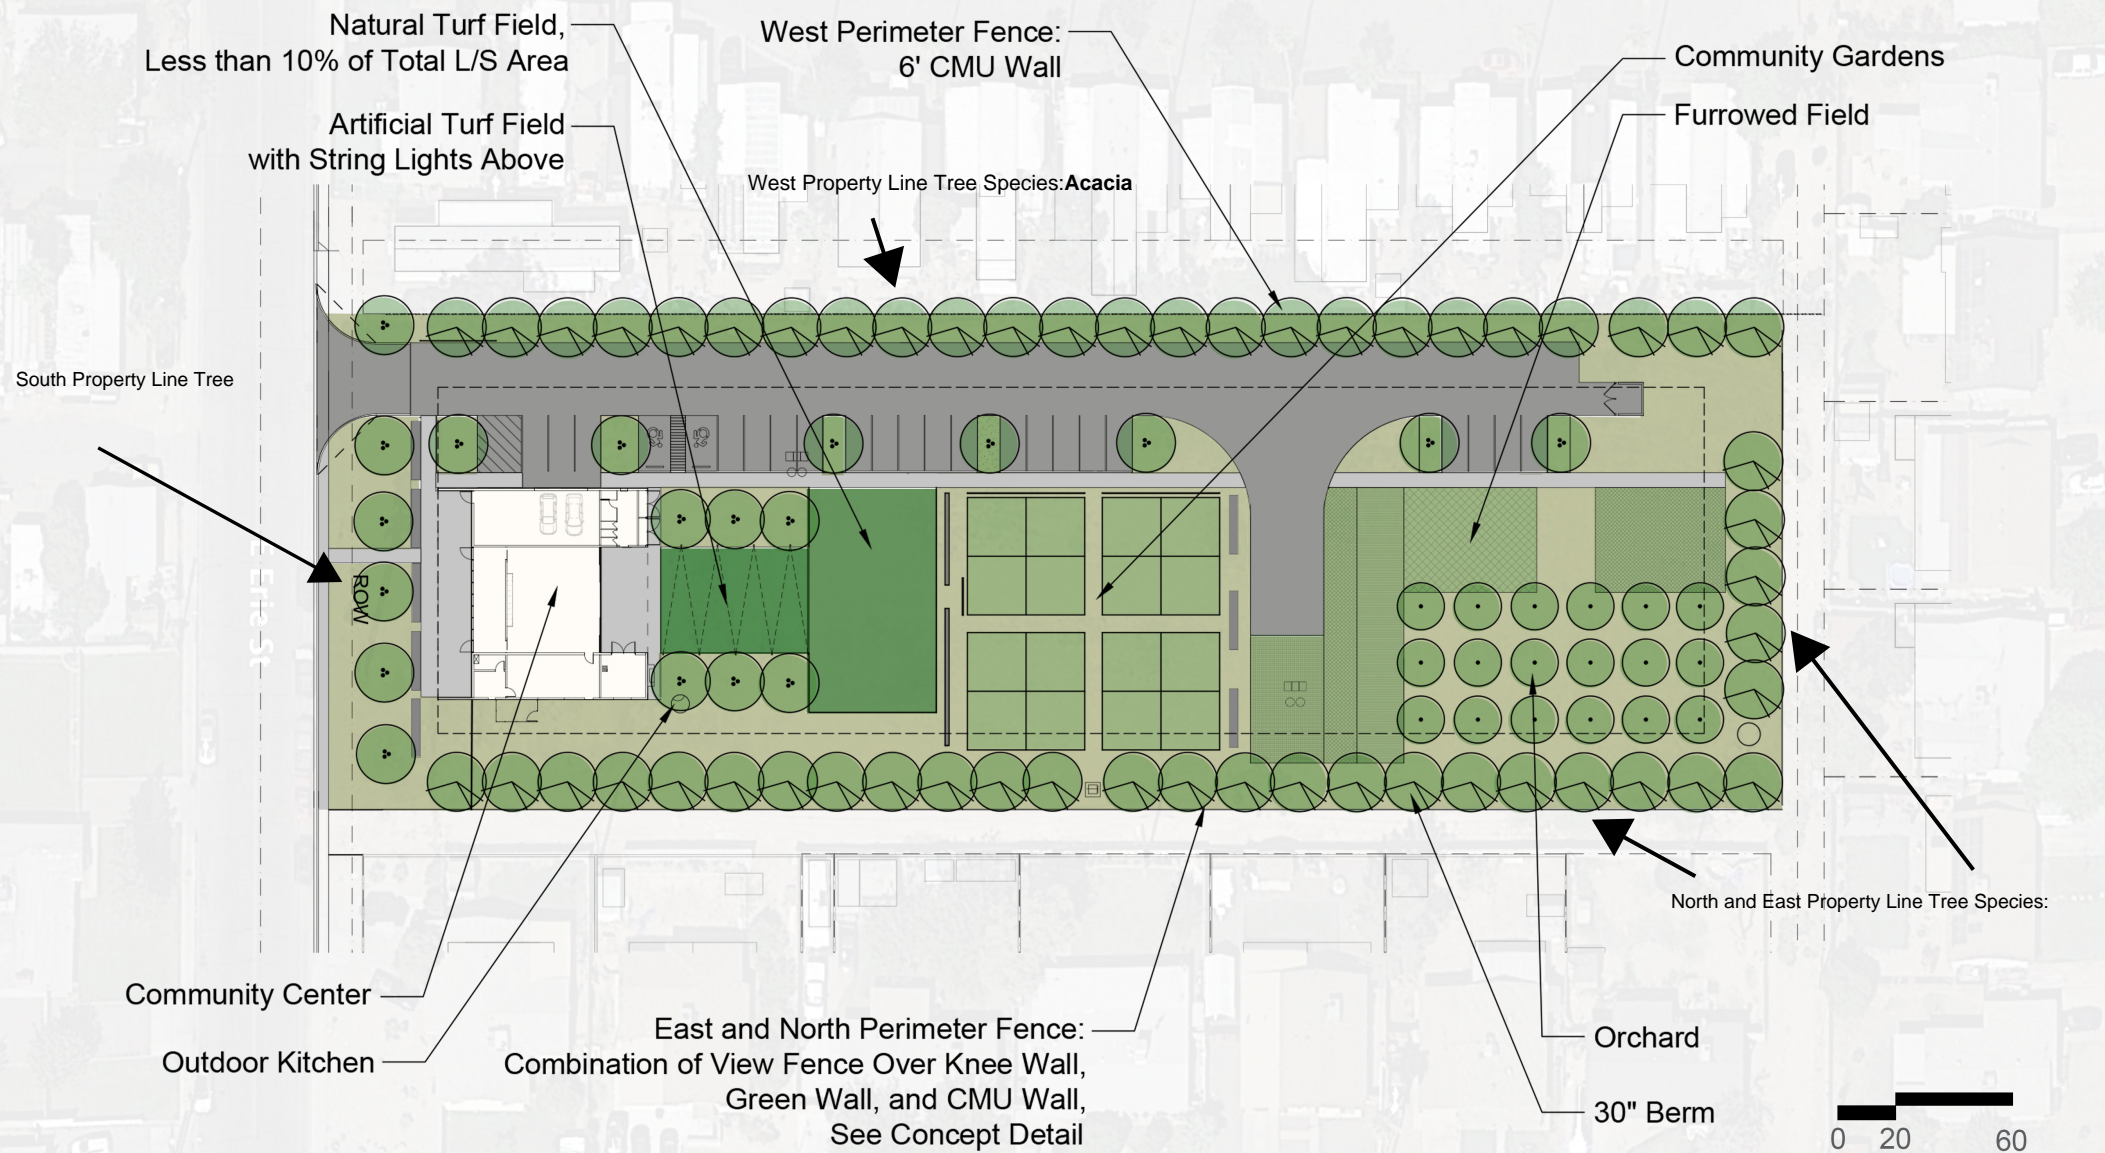 Natural Turf Field,
Less than 10% of Total L/S Area
West Perimeter Fence:
6' CMU Wall
Community Gardens
Furrowed Field
Artificial Turf Field
with String Lights Above
West Property Line Tree Species:Acacia
South Property Line Tree
Erie St
ROW
North and East Property Line Tree Species:
Community Center
Outdoor Kitchen
East and North Perimeter Fence:
Combination of View Fence Over Knee Wall,
Green Wall, and CMU Wall,
See Concept Detail
Orchard
30" Berm
0 20 60